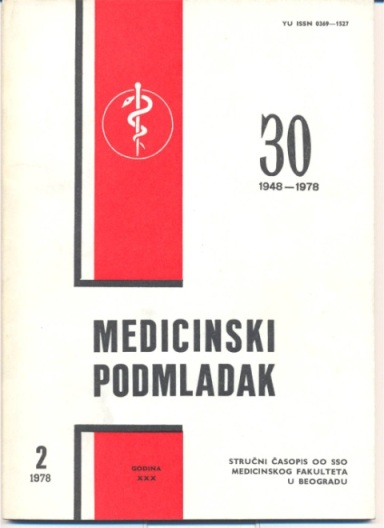 YU ISSN 0369—1527
30
1948—1978
MEDICINSKI
PODMLADAK
2
1978
GODINA
XXX
STRUČNI ČASOPIS OO SSO
MEDICINSKOG FAKULTETA
U BEOGRADU